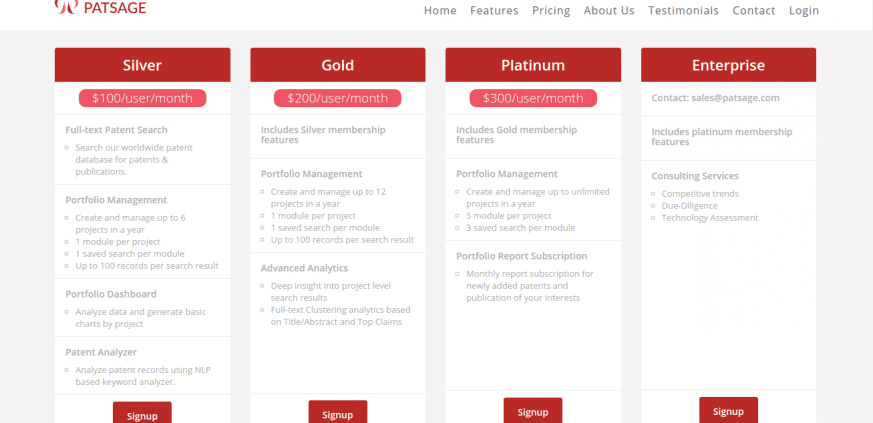 PATSAGE
Home Features Pricing About Us Testimonials Contact Login
Silver
$100/user/month
Full-text Patent Search
Search our worldwide patent
database for patents &
publications.
Portfolio Management
Create and manage up to 6
projects in a year
1 module per project
1 saved search per module
Up to 100 records per search result
Portfolio Dashboard
Analyze data and generate basic
charts by project
Patent Analyzer
Analyze patent records using NLP
based keyword analyzer.
Signup
Gold
$200/user/month
Includes Silver membership
features
Portfolio Management
Create and manage up to 12
projects in a year
1 module per project
1 saved search per module
Up to 100 records per search result
Advanced Analytics
Deep insight into project level
search results
Full-text Clustering analytics based
on Title/Abstract and Top Claims
Signup
Platinum
$300/user/month
Includes Gold membership
features
Portfolio Management
Create and manage up to unlimited
projects in a year
5 module per project
3 saved search per module
Portfolio Report Subscription
Monthly report subscription for
newly added patents and
publication of your interests
Signup
Enterprise
Contact: sales@patsage.com
Includes platinum membership
features
Consulting Services
Competitive trends
Due-Diligence
Technology Assessment
Signup